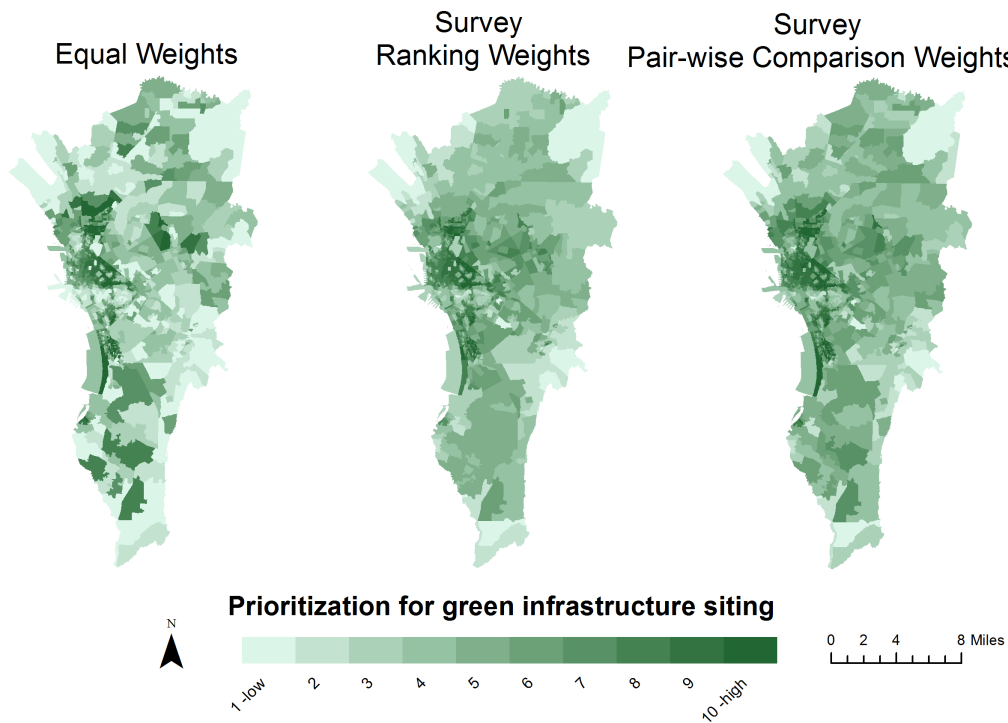 Equal Weights
Survey
Ranking Weights
Survey
Pair-wise Comparison Weights
Prioritization for green infrastructure siting
N
1 -low
2
3
4
5
6
7
8
9
10 -high
0 2 4 8 Miles